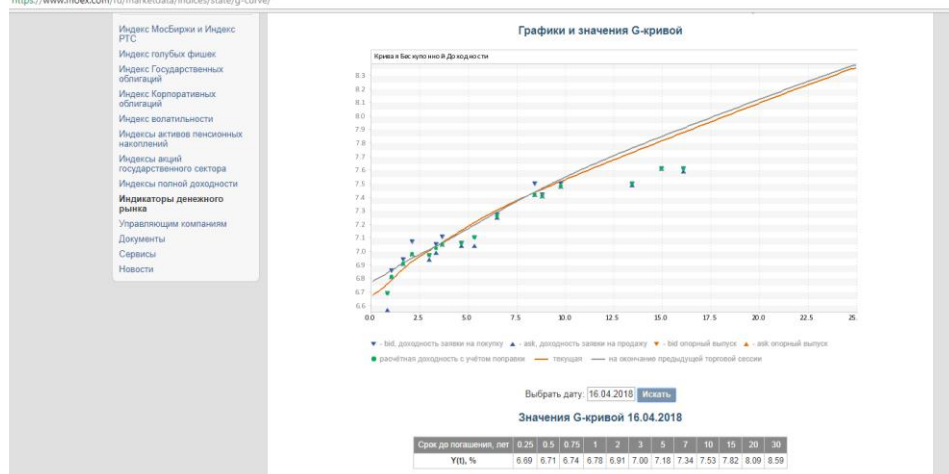 https://www.moex.com/ru/marketdata/indices/state/g-curve/
Индекс МосБиржи и Индекс
РТС
Индекс голубых фишек
Индекс Государственных
облигаций
Индекс Корпоративных
облигаций
Индекс волатильности
Индексы активов пенсионных
накоплений
Индексы акций
государственного сектора
Индексы полной доходности
Индикаторы денежного
рынка
Управляющим компаниям
Документы
Сервисы
Новости
Графики и значения G-кривой
Кривая Бескупонной Доходности
8.3
8.2
8.1
8.0
7.9
7.8
7.7
7.6
7.5
7.4
7.3
7.2
7.1
7.0
6.9
6.8
6.7
6.6
0.0 2.5 5.0 7.5 10.0 12.5 15.0 17.5 20.0 22.5 25.
- bid, доходность заявки на покупку - ask, доходность заявки на продажу - bid опорный выпуск - ask опорный выпуск
расчётная доходность с учётом поправки — текущая — на окончание предыдущей торговой сессии
Выбрать дату: 16.04.2018 Искать
Значения G-кривой 16.04.2018
Срок до погашения, лет 0.25 0.5 0.75 1 2 3 5 7 10 15 20 30
Y(t), % 6.69 6.71 6.74 6.78 6.91 7.00 7.18 7.34 7.53 7.82 8.09 8.59